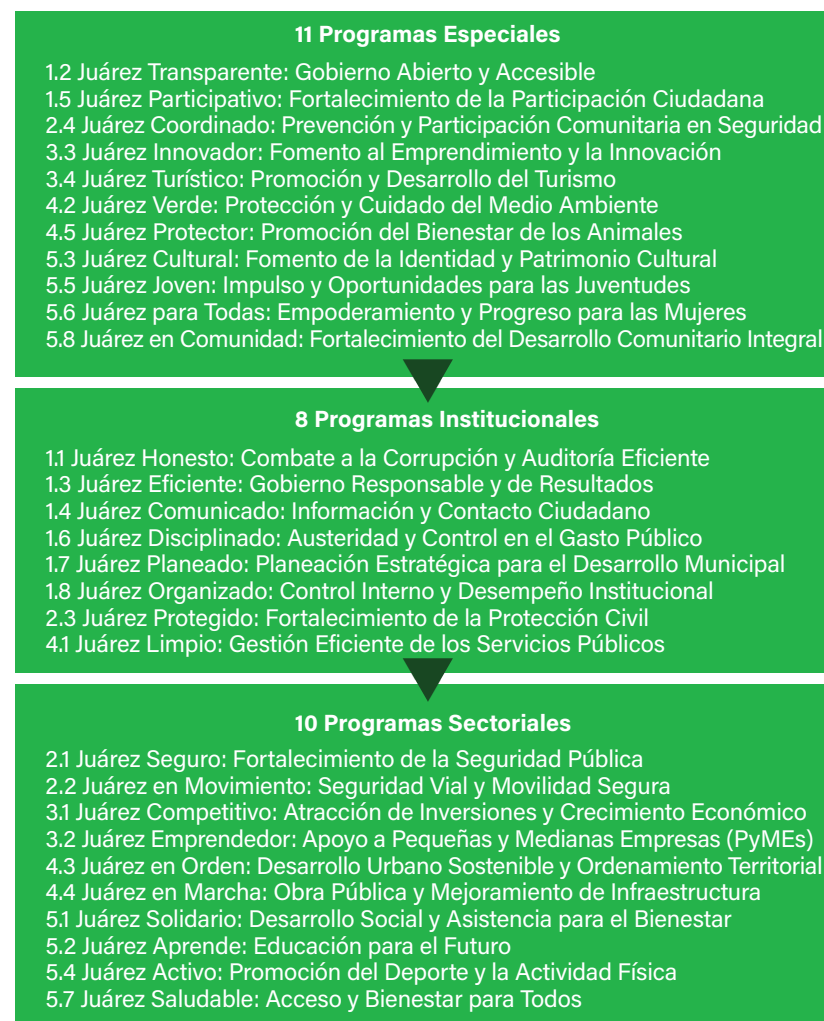 11 Programas Especiales
1.2 Juárez Transparente: Gobierno Abierto y Accesible
1.5 Juárez Participativo: Fortalecimiento de la Participación Ciudadana
2.4 Juárez Coordinado: Prevención y Participación Comunitaria en Seguridad
3.3 Juárez Innovador: Fomento al Emprendimiento y la Innovación
3.4 Juárez Turístico: Promoción y Desarrollo del Turismo
4.2 Juárez Verde: Protección y Cuidado del Medio Ambiente
4.5 Juárez Protector: Promoción del Bienestar de los Animales
5.3 Juárez Cultural: Fomento de la Identidad y Patrimonio Cultural
5.5 Juárez Joven: Impulso y Oportunidades para las Juventudes
5.6 Juárez para Todas: Empoderamiento y Progreso para las Mujeres
5.8 Juárez en Comunidad: Fortalecimiento del Desarrollo Comunitario Integral
8 Programas Institucionales
1.1 Juárez Honesto: Combate a la Corrupción y Auditoría Eficiente
1.3 Juárez Eficiente: Gobierno Responsable y de Resultados
1.4 Juárez Comunicado: Información y Contacto Ciudadano
1.6 Juárez Disciplinado: Austeridad y Control en el Gasto Público
1.7 Juárez Planeado: Planeación Estratégica para el Desarrollo Municipal
1.8 Juárez Organizado: Control Interno y Desempeño Institucional
2.3 Juárez Protegido: Fortalecimiento de la Protección Civil
4.1 Juárez Limpio: Gestión Eficiente de los Servicios Públicos
10 Programas Sectoriales
2.1 Juárez Seguro: Fortalecimiento de la Seguridad Pública
2.2 Juárez en Movimiento: Seguridad Vial y Movilidad Segura
3.1 Juárez Competitivo: Atracción de Inversiones y Crecimiento Económico
3.2 Juárez Emprendedor: Apoyo a Pequeñas y Medianas Empresas (PyMEs)
4.3 Juárez en Orden: Desarrollo Urbano Sostenible y Ordenamiento Territorial
4.4 Juárez en Marcha: Obra Pública y Mejoramiento de Infraestructura
5.1 Juárez Solidario: Desarrollo Social y Asistencia para el Bienestar
5.2 Juárez Aprende: Educación para el Futuro
5.4 Juárez Activo: Promoción del Deporte y la Actividad Física
5.7 Juárez Saludable: Acceso y Bienestar para Todos